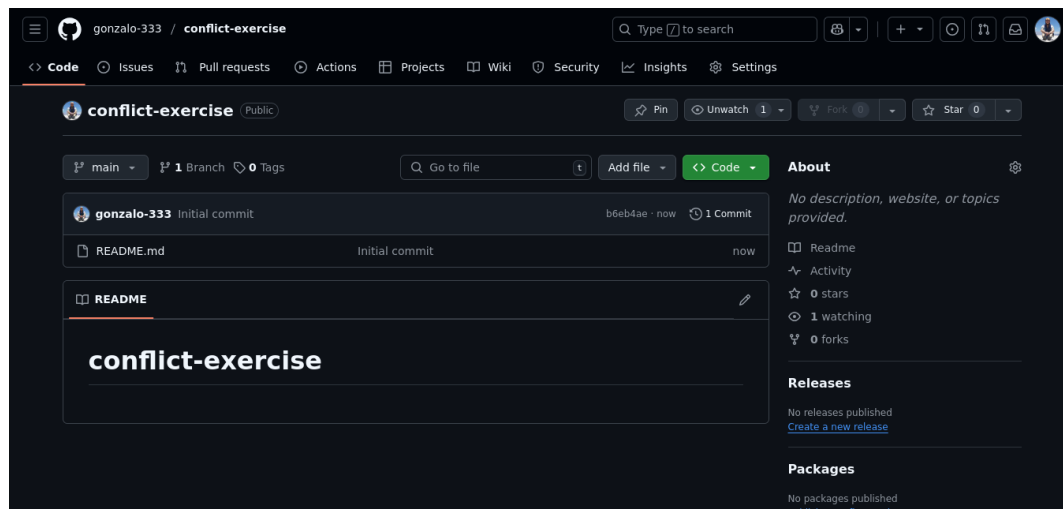 gonzalo-333 / conflict-exercise
Type / to search
Code Issues Pull requests Actions Projects Wiki Security Insights Settings
conflict-exercise Public
Pin Unwatch 1 Fork 0 Star 0
main 1 Branch 0 Tags
Go to file t
Add file Code
gonzalo-333 Initial commit b6eb4ae · now 1 Commit
README.md Initial commit now
README
conflict-exercise
About
No description, website, or topics
provided.
Readme
Activity
0 stars
1 watching
0 forks
Releases
No releases published
Create a new release
Packages
No packages published